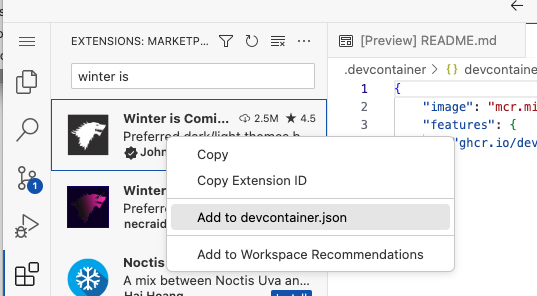 EXTENSIONS: MARKETP...
[Preview] README.md
winter is
.devcontainer > {} devcontaine
Winter is Comi... 2.5M ★ 4.5
Preferred dark/light themes b
John
1 {
2 "image": "mcr.mi
3 "features": {
ghcr.io/dev
1
Copy
Copy Extension ID
Add to devcontainer.json
Add to Workspace Recommendations
Winter
Preferre
necraid
Noctis
A mix between Noctis Uva an...
Hai Hoang
Install